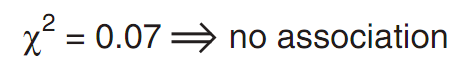 χ² = 0.07 ⟹ no association